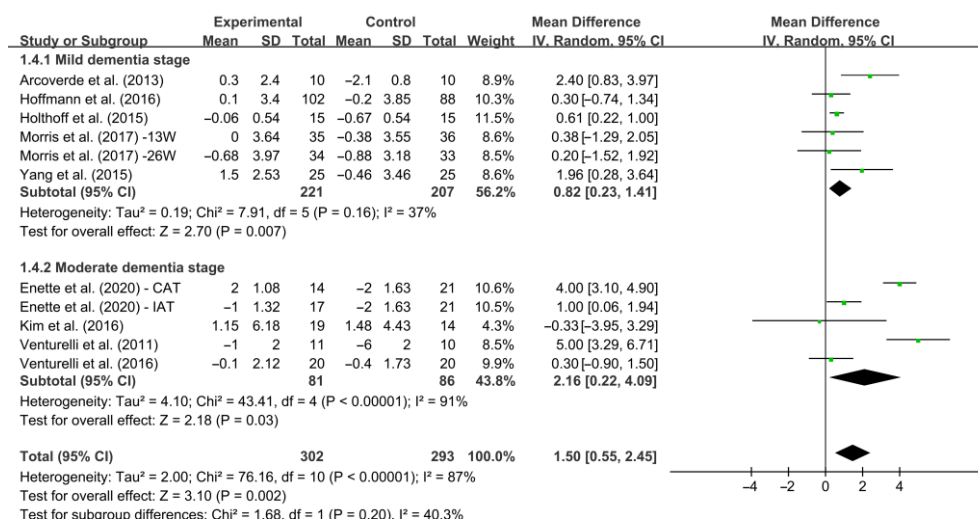 Experimental Control Mean Difference Mean Difference
Study or Subgroup Mean SD Total Mean SD Total Weight IV, Random, 95% CI IV, Random, 95% CI
1.4.1 Mild dementia stage
Arcoverde et al. (2013) 0.3 2.4 10 −2.1 0.8 10 8.9% 2.40 [0.83, 3.97]
Hoffmann et al. (2016) 0.1 3.4 102 −0.2 3.85 88 10.3% 0.30 [−0.74, 1.34]
Holthoff et al. (2015) −0.06 0.54 15 −0.67 0.54 15 11.5% 0.61 [0.22, 1.00]
Morris et al. (2017) -13W 0 3.64 35 −0.38 3.55 36 8.6% 0.38 [−1.29, 2.05]
Morris et al. (2017) -26W −0.68 3.97 34 −0.88 3.18 33 8.5% 0.20 [−1.52, 1.92]
Yang et al. (2015) 1.5 2.53 25 −0.46 3.46 25 8.6% 1.96 [0.28, 3.64]
Subtotal (95% CI) 221 207 56.2% 0.82 [0.23, 1.41]
Heterogeneity: Tau² = 0.19; Chi² = 7.91, df = 5 (P = 0.16); I² = 37%
Test for overall effect: Z = 2.70 (P = 0.007)
1.4.2 Moderate dementia stage
Enette et al. (2020) - CAT 2 1.08 14 −2 1.63 21 10.6% 4.00 [3.10, 4.90]
Enette et al. (2020) - IAT −1 1.32 17 −2 1.63 21 10.5% 1.00 [0.06, 1.94]
Kim et al. (2016) 1.15 6.18 19 1.48 4.43 14 4.3% −0.33 [−3.95, 3.29]
Venturelli et al. (2011) −1 2 11 −6 2 10 8.5% 5.00 [3.29, 6.71]
Venturelli et al. (2016) −0.1 2.12 20 −0.4 1.73 20 9.9% 0.30 [−0.90, 1.50]
Subtotal (95% CI) 81 86 43.8% 2.16 [0.22, 4.09]
Heterogeneity: Tau² = 4.10; Chi² = 43.41, df = 4 (P < 0.00001); I² = 91%
Test for overall effect: Z = 2.18 (P = 0.03)
Total (95% CI) 302 293 100.0% 1.50 [0.55, 2.45]
Heterogeneity: Tau² = 2.00; Chi² = 76.16, df = 10 (P < 0.00001); I² = 87%
Test for overall effect: Z = 3.10 (P = 0.002)
Test for subgroup differences: Chi² = 1.68, df = 1 (P = 0.20), I² = 40.3%
−4 −2 0 2 4